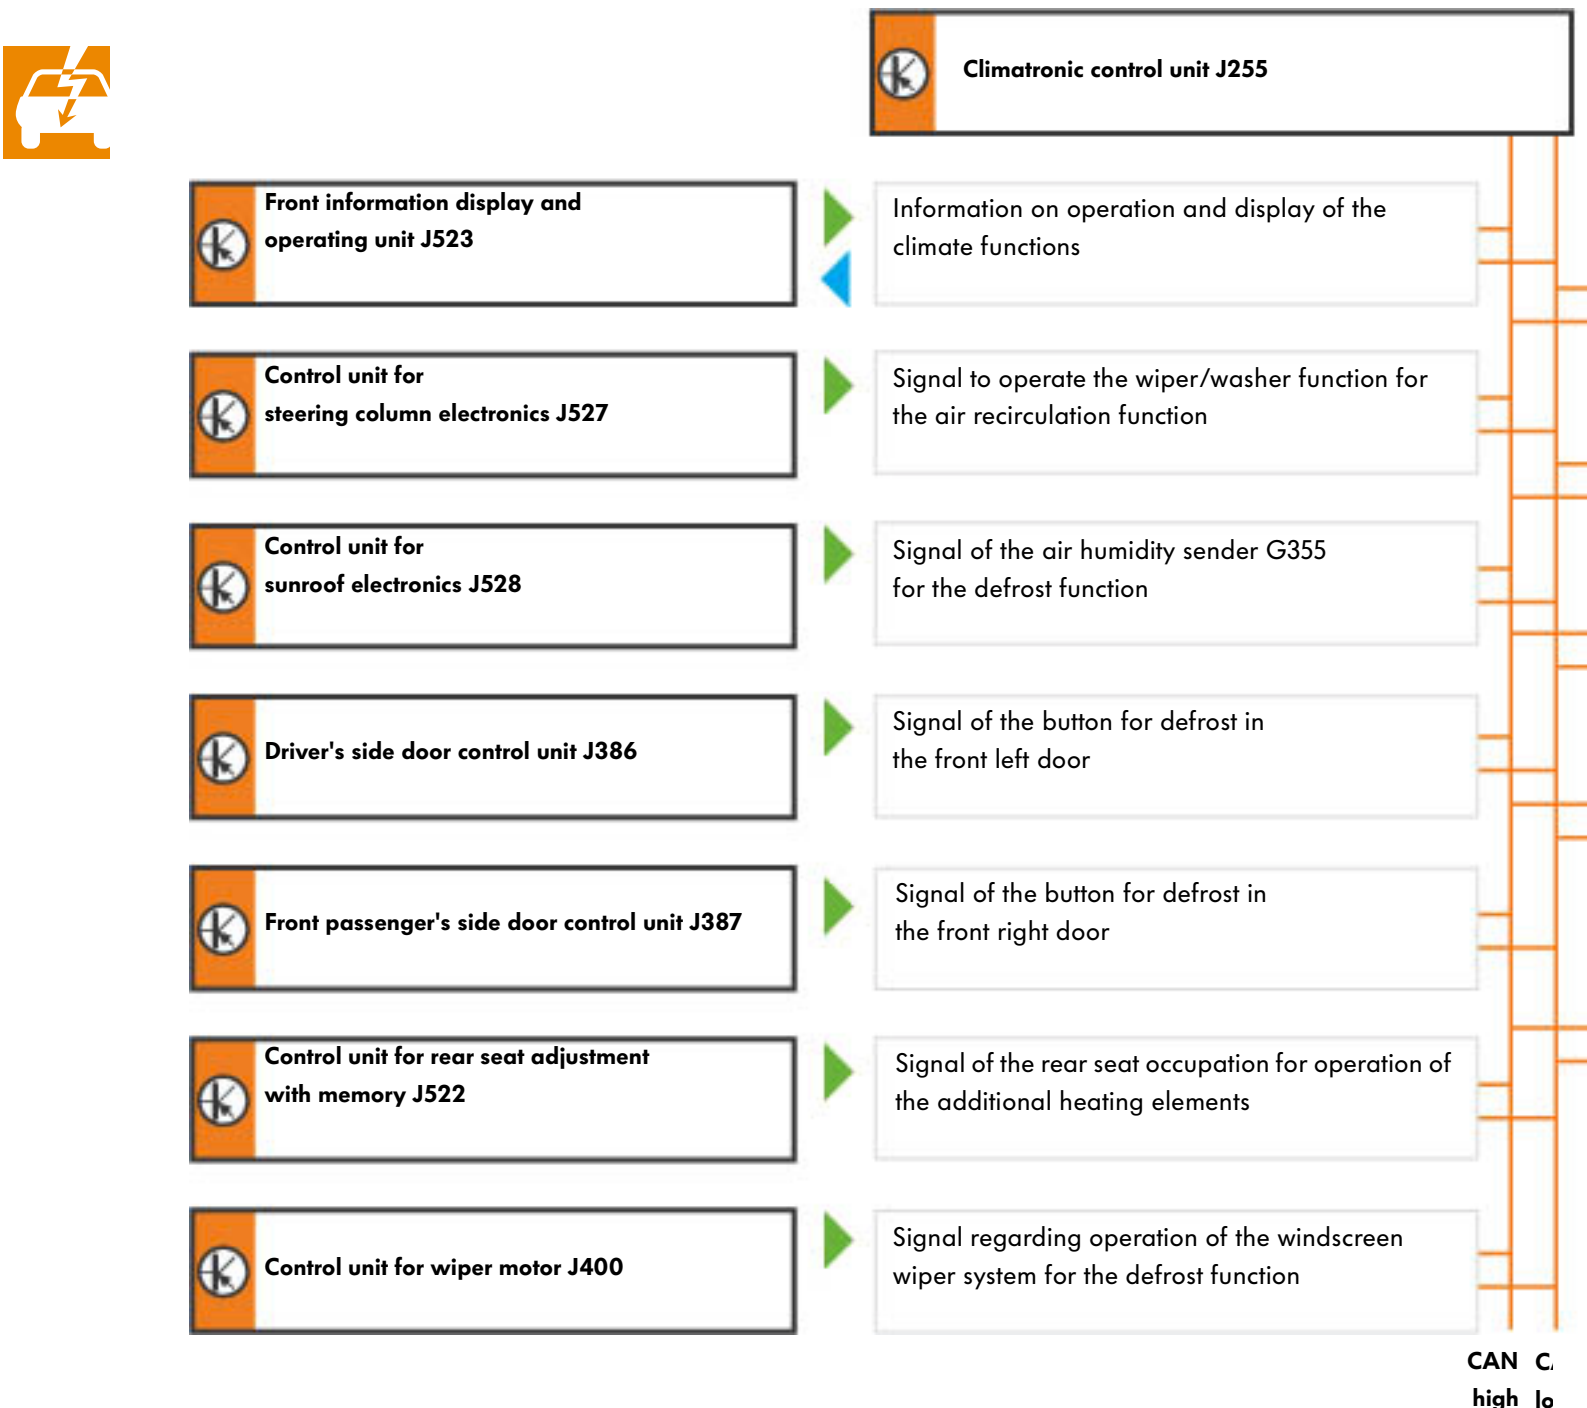 Climatronic control unit J255
Front information display and
operating unit J523
Information on operation and display of the
climate functions
Control unit for
steering column electronics J527
Signal to operate the wiper/washer function for
the air recirculation function
Control unit for
sunroof electronics J528
Signal of the air humidity sender G355
for the defrost function
Driver's side door control unit J386
Signal of the button for defrost in
the front left door
Front passenger's side door control unit J387
Signal of the button for defrost in
the front right door
Control unit for rear seat adjustment
with memory J522
Signal of the rear seat occupation for operation of
the additional heating elements
Control unit for wiper motor J400
Signal regarding operation of the windscreen
wiper system for the defrost function
CAN
high